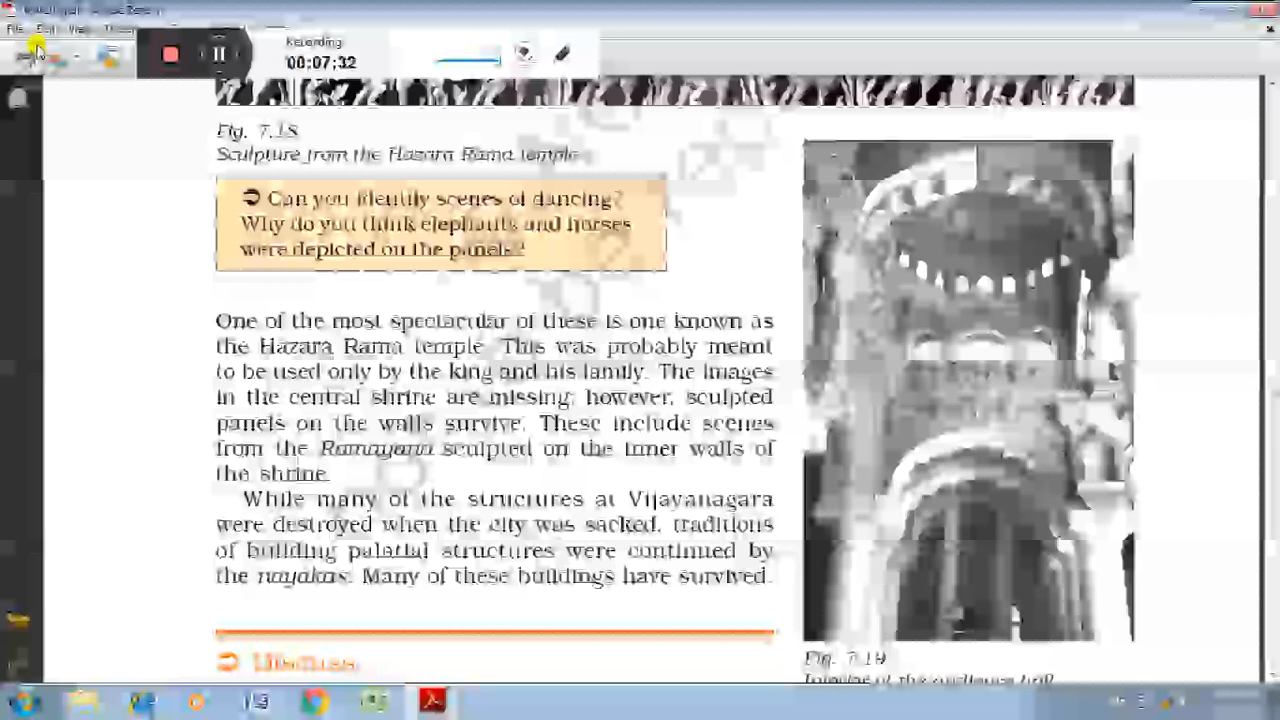 Recording
00:07:32
Fig. 7.18
Sculpture from the Hazara Rama temple
➲ Can you identify scenes of dancing?
Why do you think elephants and horses
were depicted on the panels?
One of the most spectacular of these is one known as
the Hazara Rama temple. This was probably meant
to be used only by the king and his family. The images
in the central shrine are missing; however, sculpted
panels on the walls survive. These include scenes
from the Ramayana sculpted on the inner walls of
the shrine.
While many of the structures at Vijayanagara
were destroyed when the city was sacked, traditions
of building palatial structures were continued by
the nayakas. Many of these buildings have survived.
➲ Discuss...
Fig. 7.19